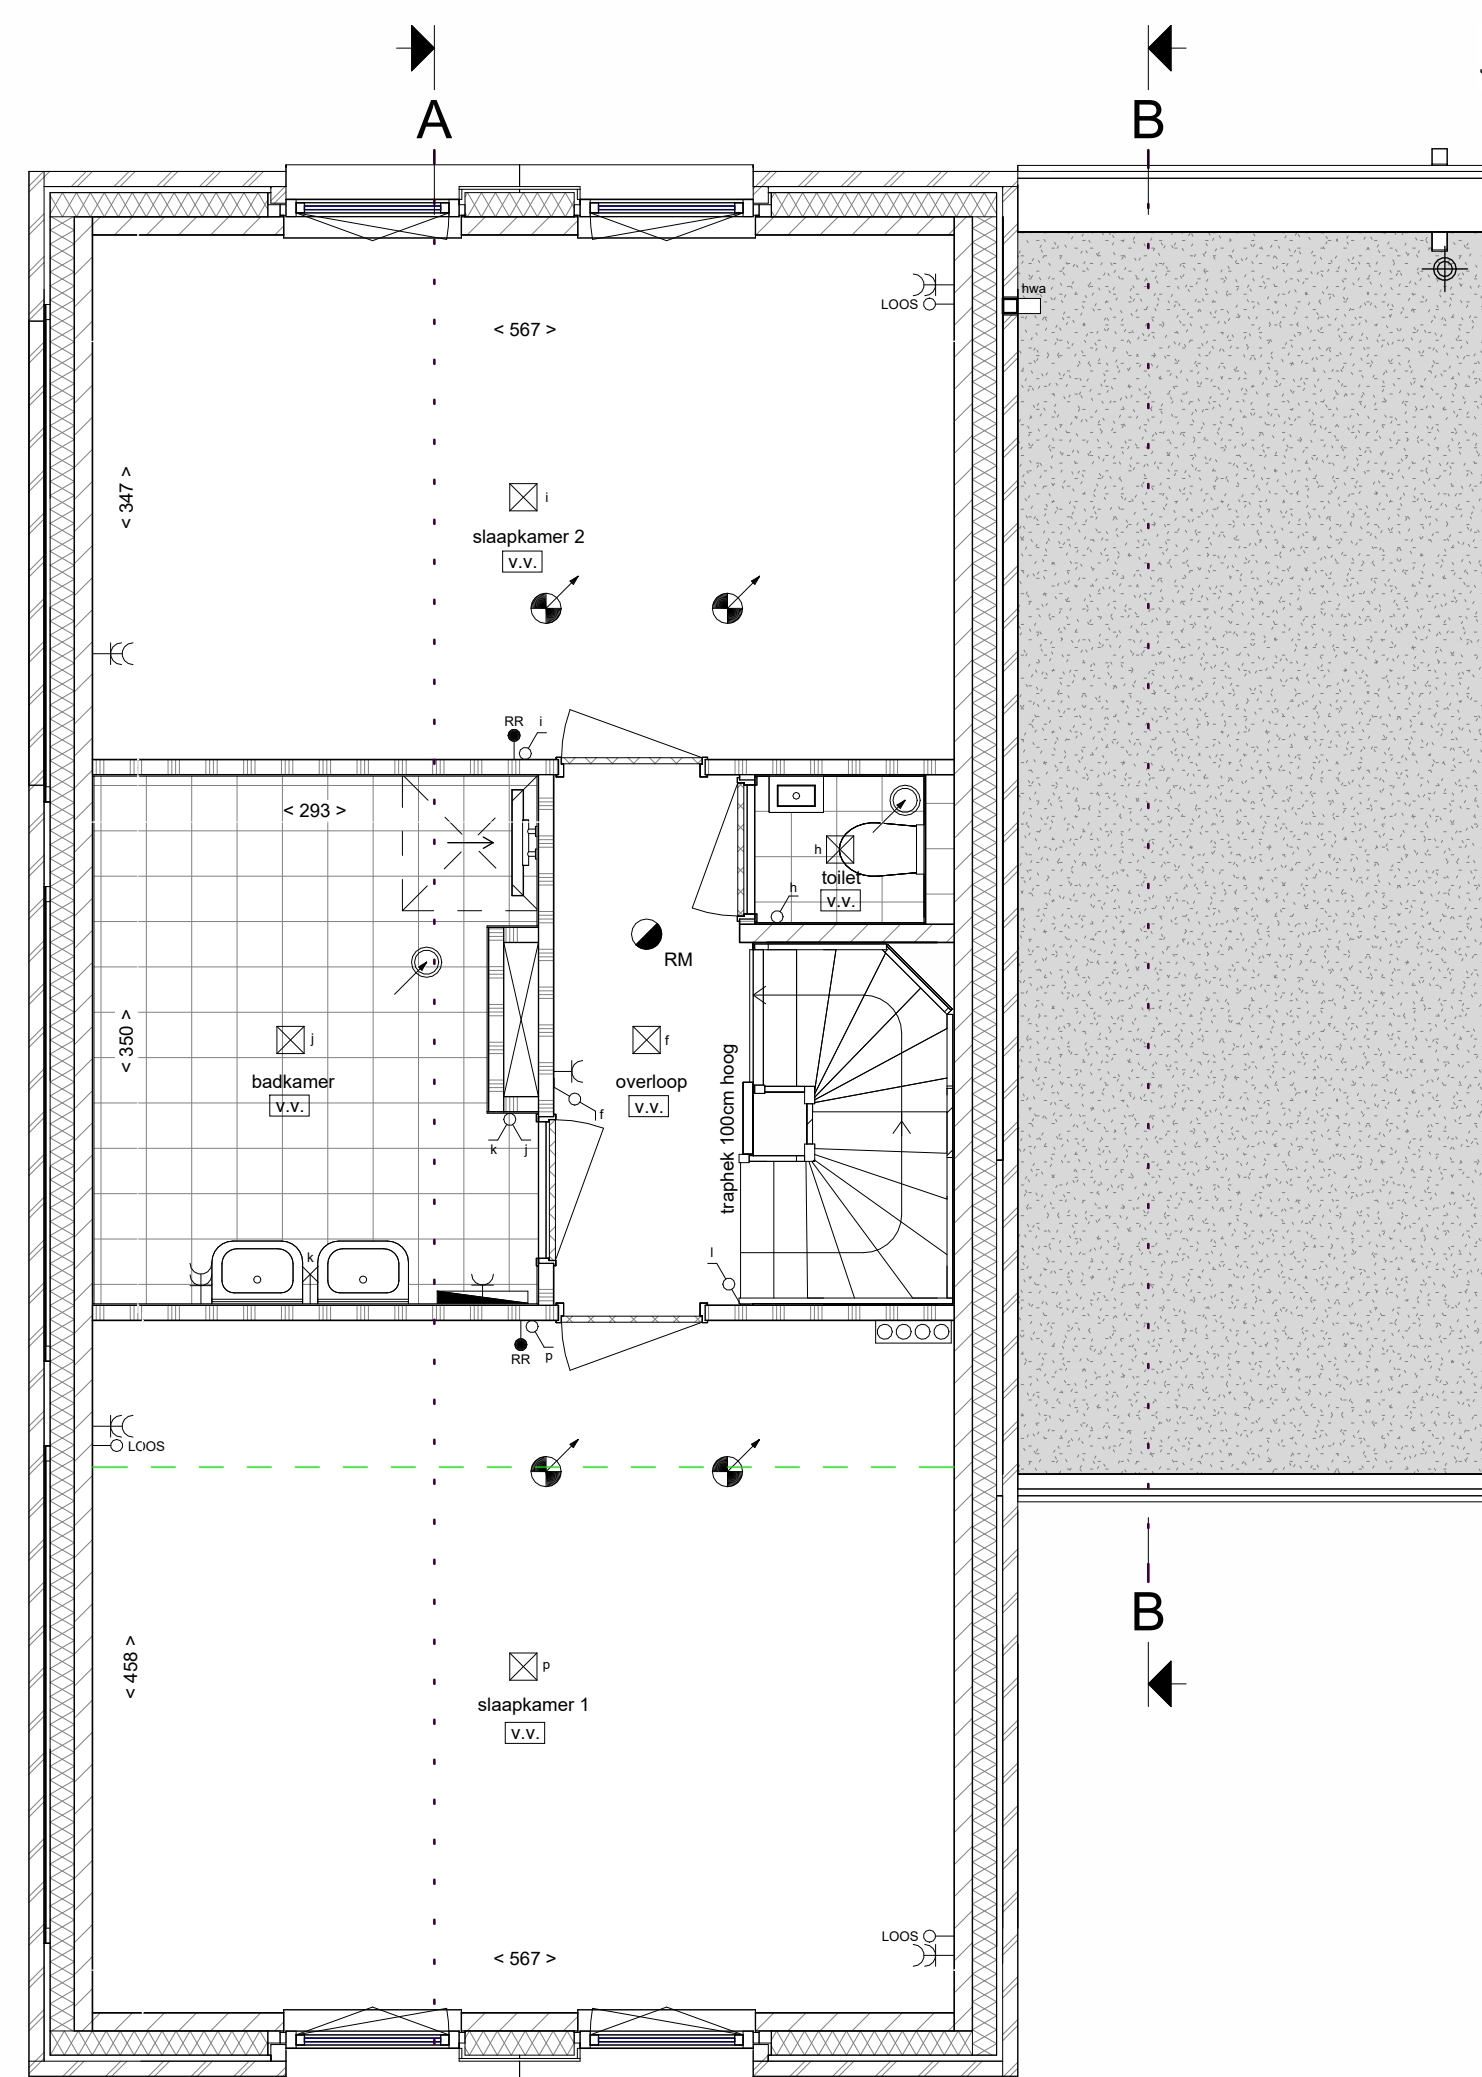 A
B
hwa
LOOS
< 567 >
< 347 >
i
slaapkamer 2
v.v.
RR
i
< 293 >
h
toilet
v.v.
h
RM
< 350 >
j
badkamer
v.v.
f
overloop
v.v.
f
k
j
traphek 100cm hoog
k
l
RR
p
LOOS
< 458 >
p
slaapkamer 1
v.v.
B
LOOS
< 567 >